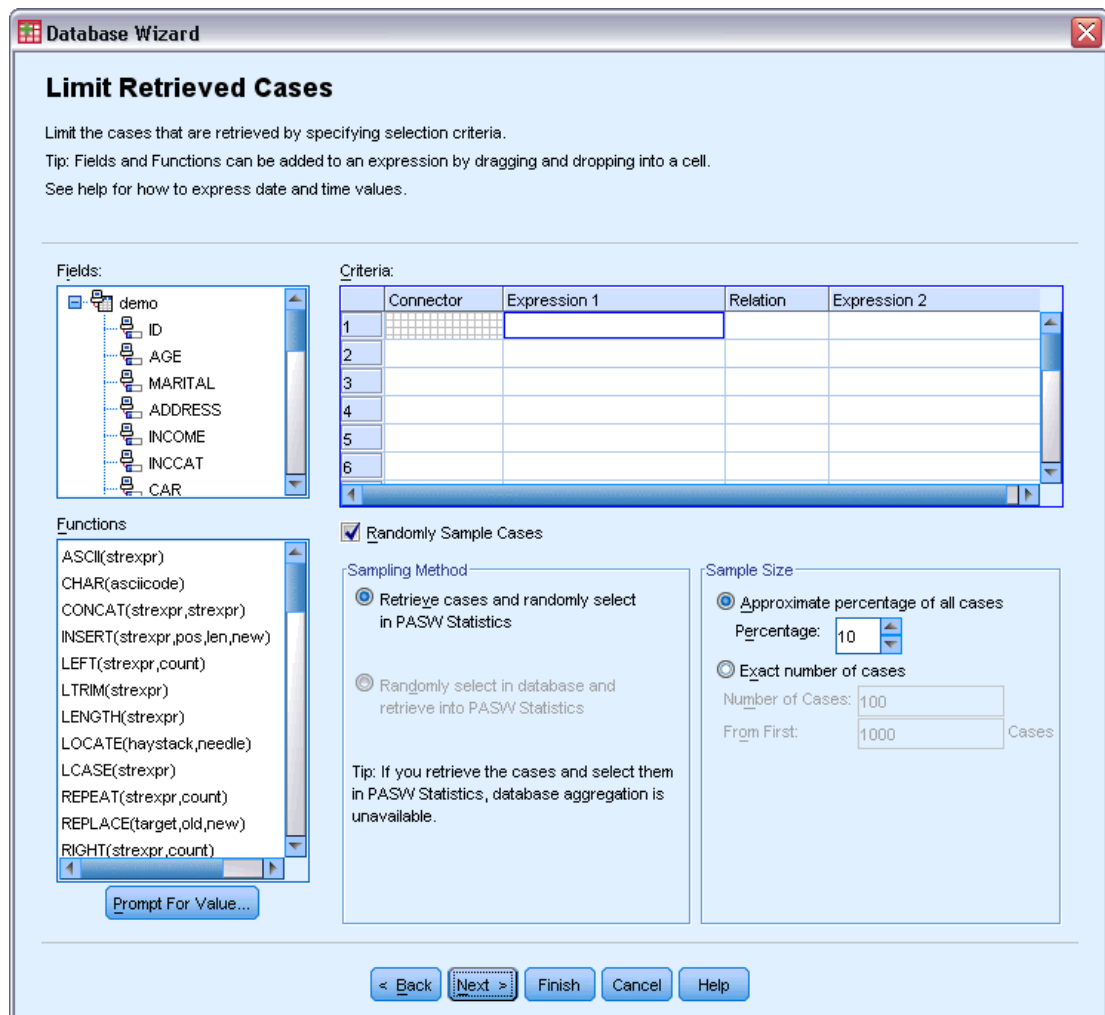 Database Wizard
Limit Retrieved Cases
Limit the cases that are retrieved by specifying selection criteria.
Tip: Fields and Functions can be added to an expression by dragging and dropping into a cell.
See help for how to express date and time values.
Fields:
demo
ID
AGE
MARITAL
ADDRESS
INCOME
INCCAT
CAR
Criteria:
Connector Expression 1 Relation Expression 2
1
2
3
4
5
6
Functions
ASCII(strexpr)
CHAR(asciicode)
CONCAT(strexpr,strexpr)
INSERT(strexpr,pos,len,new)
LEFT(strexpr,count)
LTRIM(strexpr)
LENGTH(strexpr)
LOCATE(haystack,needle)
LCASE(strexpr)
REPEAT(strexpr,count)
REPLACE(target,old,new)
RIGHT(strexpr,count)
Prompt For Value...
Randomly Sample Cases
Sampling Method
Retrieve cases and randomly select
in PASW Statistics
Randomly select in database and
retrieve into PASW Statistics
Tip: If you retrieve the cases and select them
in PASW Statistics, database aggregation is
unavailable.
Sample Size
Approximate percentage of all cases
Percentage: 10
Exact number of cases
Number of Cases: 100
From First: 1000 Cases
< Back Next > Finish Cancel Help